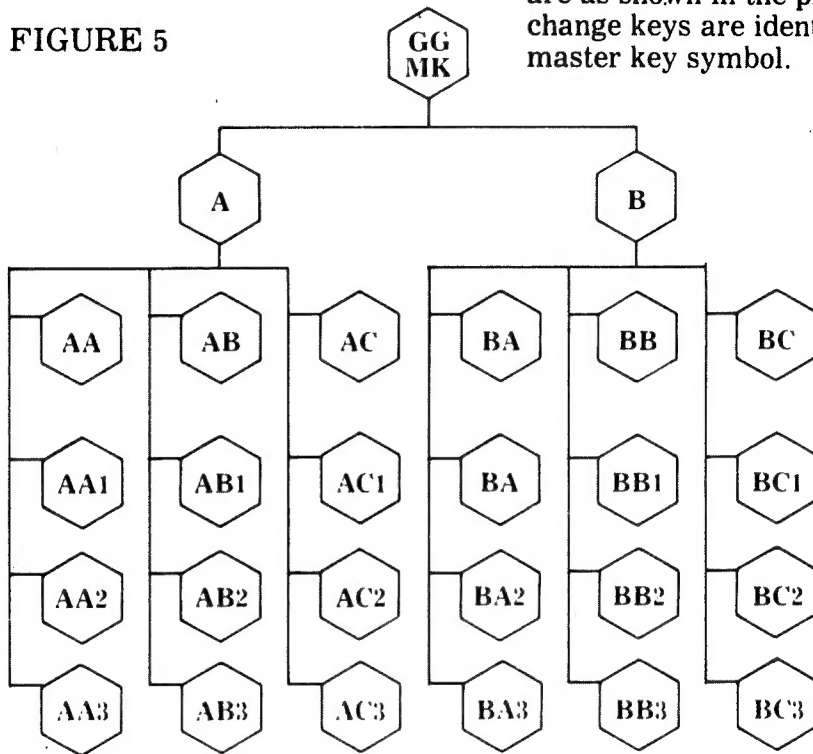 FIGURE 5
are as shown in the p
change keys are ident
master key symbol.
GG
MK
A B
AA AB AC BA BB BC
AA1 AB1 AC1 BA BB1 BC1
AA2 AB2 AC2 BA2 BB2 BC2
AA3 AB3 AC3 BA3 BB3 BC3